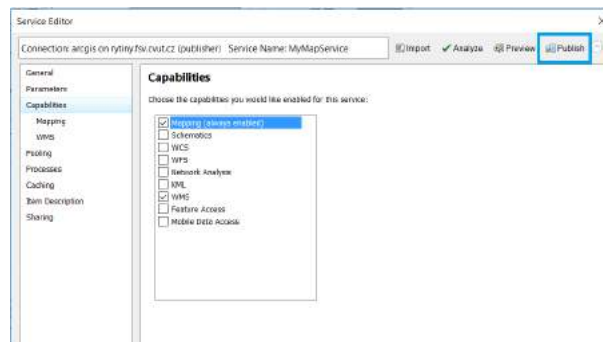 Service Editor
Connection: arcgis on rytiny.fsv.cvut.cz (publisher) Service Name: MyMapService
Import Analyze Preview Publish
General
Parameters
Capabilities
Mapping
WMS
Pooling
Processes
Caching
Item Description
Sharing
Capabilities
Choose the capabilities you would like enabled for this service:
Mapping (always enabled)
Schematics
WCS
WFS
Network Analysis
KML
WMS
Feature Access
Mobile Data Access